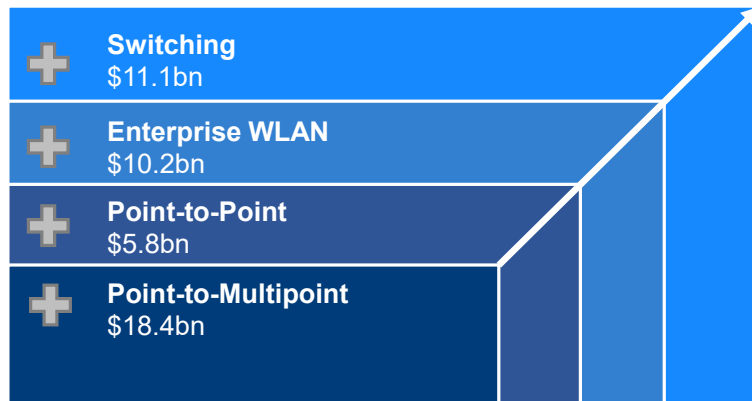 Switching
$11.1bn
Enterprise WLAN
$10.2bn
Point-to-Point
$5.8bn
Point-to-Multipoint
$18.4bn